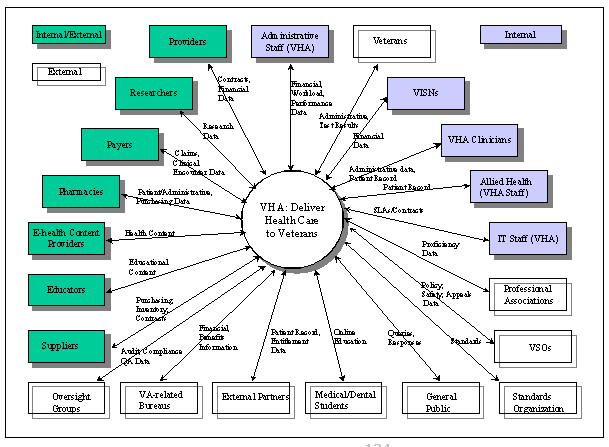 Internal/External
Providers
Administrative
Staff (VHA)
Veterans
Internal
External
Researchers
Contracts,
Financial
Data
Financial,
Workload,
Performance
Data
Administrative,
Test Results
Financial
Data
VISNs
Payers
Research
Data
VHA Clinicians
Claims,
Clinical
Encounter Data
Administrative data,
Patient Record
Pharmacies
Patient/Administrative,
Purchasing Data
Patient Record
Allied Health
(VHA Staff)
VHA: Deliver
Health Care
to Veterans
SLAs/Contracts
E-health Content
Providers
Health Content
IT Staff (VHA)
Proficiency
Data
Educators
Educational
Content
Policy,
Safety, Appeals
Data
Professional
Associations
Purchasing,
Inventory,
Contracts
Suppliers
Financial,
Benefits
Information
Patient Record,
Entitlement
Data
Online
Education
Queries,
Responses
Standards
VSOs
Audit Compliance
QA Data
Oversight
Groups
VA-related
Bureaus
External Partners
Medical/Dental
Students
General
Public
Standards
Organization